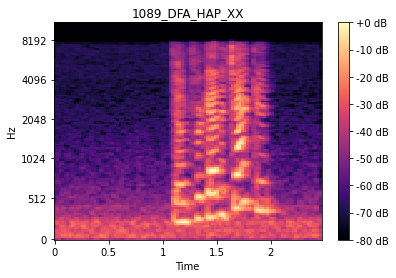 1089_DFA_HAP_XX
+0 dB
8192
-10 dB
4096
-20 dB
-30 dB
2048
-40 dB
Hz
1024
-50 dB
512
-60 dB
-70 dB
0
-80 dB
0 0.5 1 1.5 2
Time